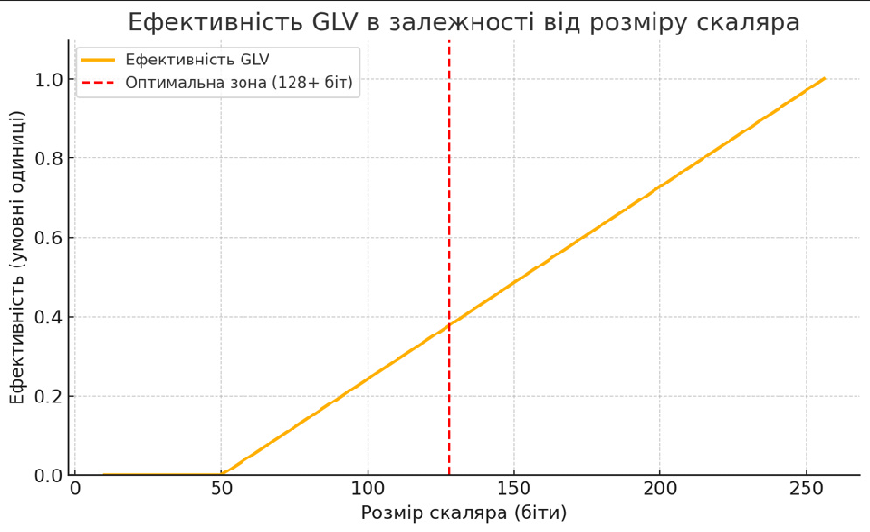 Ефективність GLV в залежності від розміру скаляра
Ефективність GLV
Оптимальна зона (128+ біт)
Ефективність (умовні одиниці)
1.0
0.8
0.6
0.4
0.2
0.0
0 50 100 150 200 250
Розмір скаляра (біти)